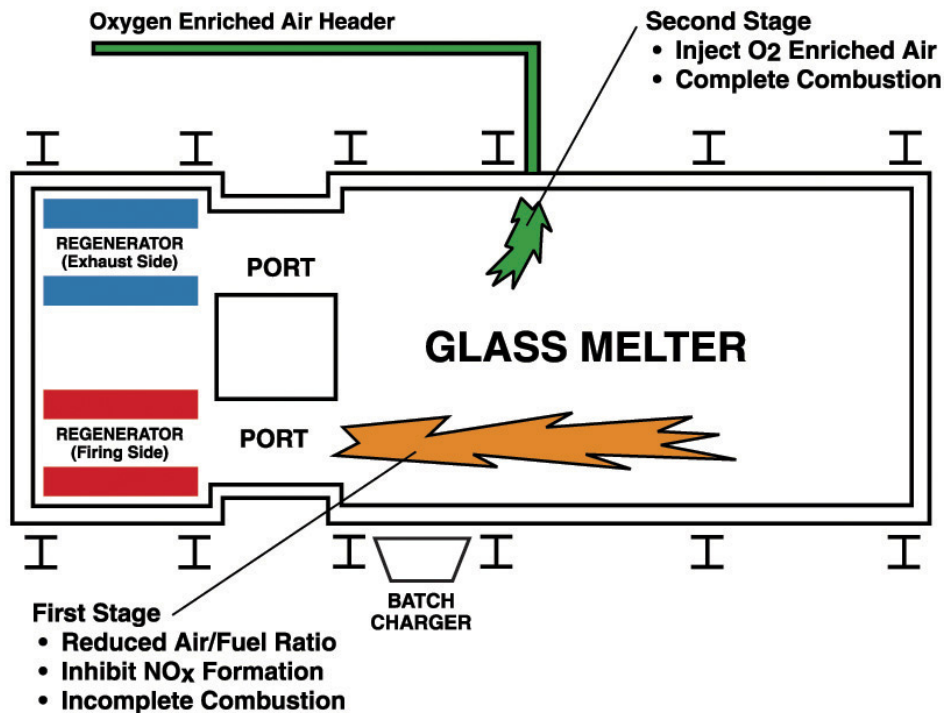 Oxygen Enriched Air Header
Second Stage
• Inject O2 Enriched Air
• Complete Combustion
REGENERATOR
(Exhaust Side)
PORT
GLASS MELTER
REGENERATOR
(Firing Side)
PORT
BATCH
CHARGER
First Stage
• Reduced Air/Fuel Ratio
• Inhibit NOx Formation
• Incomplete Combustion